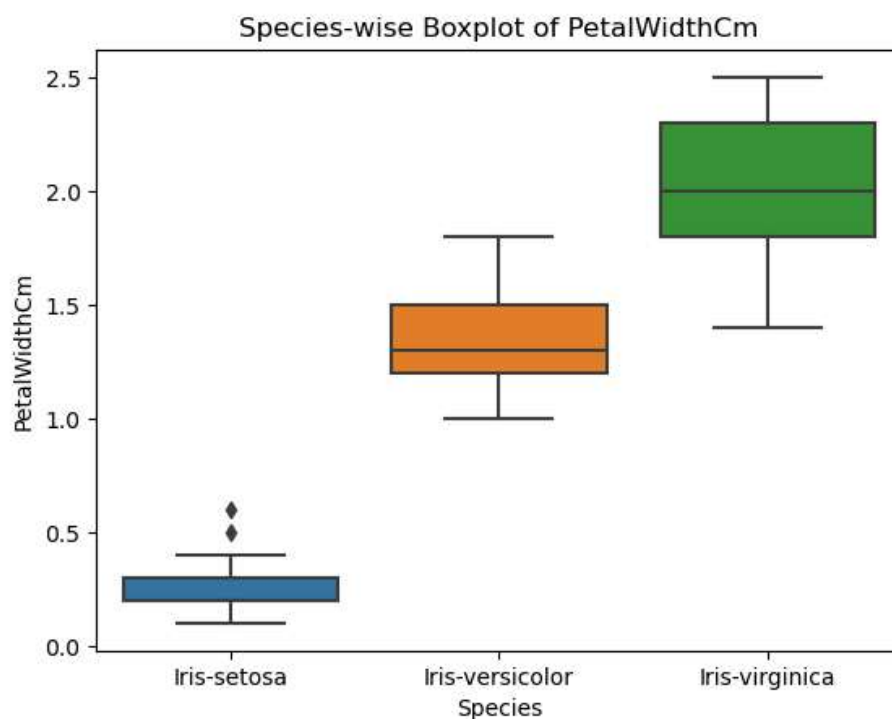 Species-wise Boxplot of PetalWidthCm
PetalWidthCm
2.5
2.0
1.5
1.0
0.5
0.0
Iris-setosa
Iris-versicolor
Iris-virginica
Species